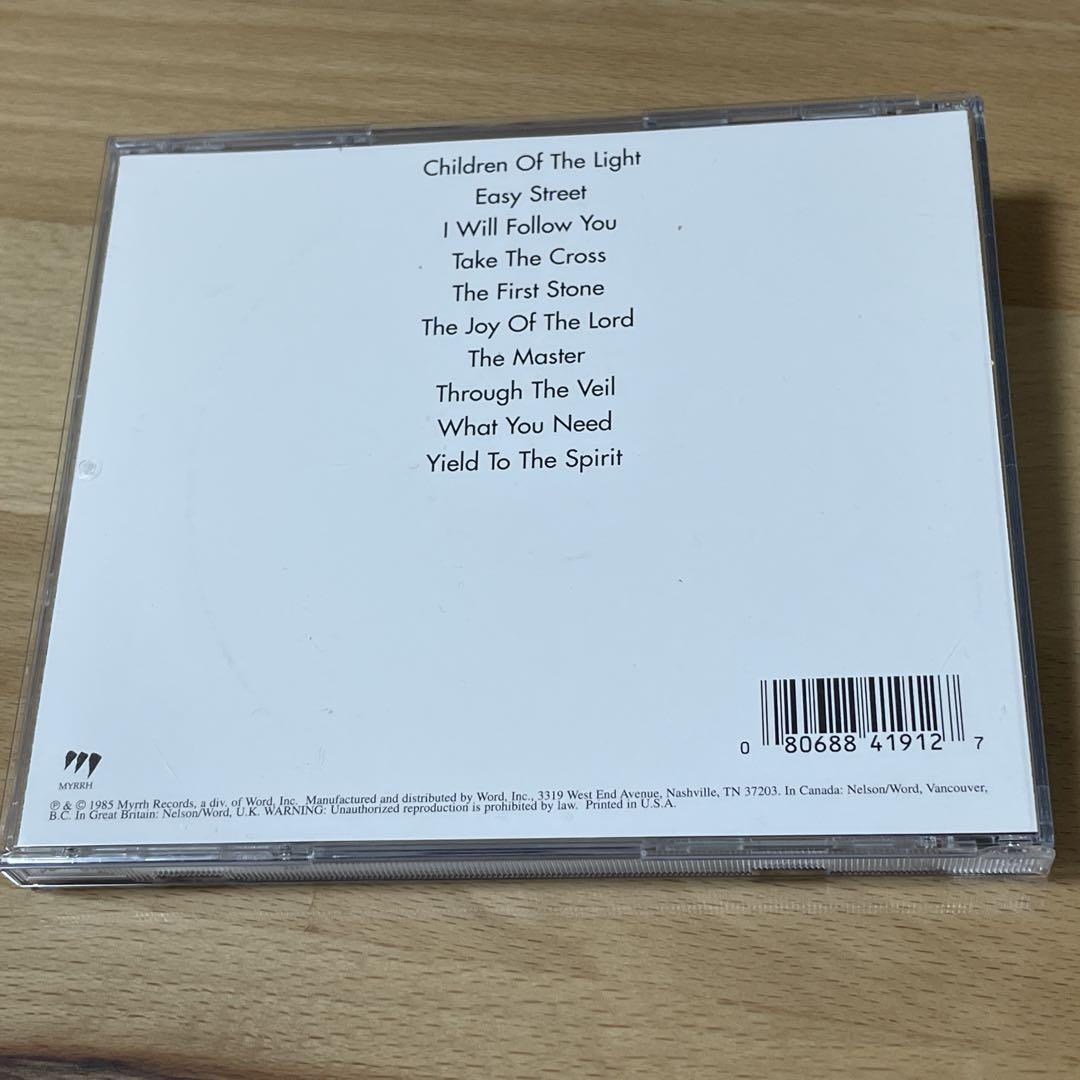 Children Of The Light
Easy Street
I Will Follow You
Take The Cross
The First Stone
The Joy Of The Lord
The Master
Through The Veil
What You Need
Yield To The Spirit
0 80688 41912 7
MYRRH
℗ & © 1985 Myrrh Records, a div. of Word, Inc. Manufactured and distributed by Word, Inc., 3319 West End Avenue, Nashville, TN 37203. In Canada: Nelson/Word, Vancouver,
B.C. In Great Britain: Nelson/Word, U.K. WARNING: Unauthorized reproduction is prohibited by law. Printed in U.S.A.